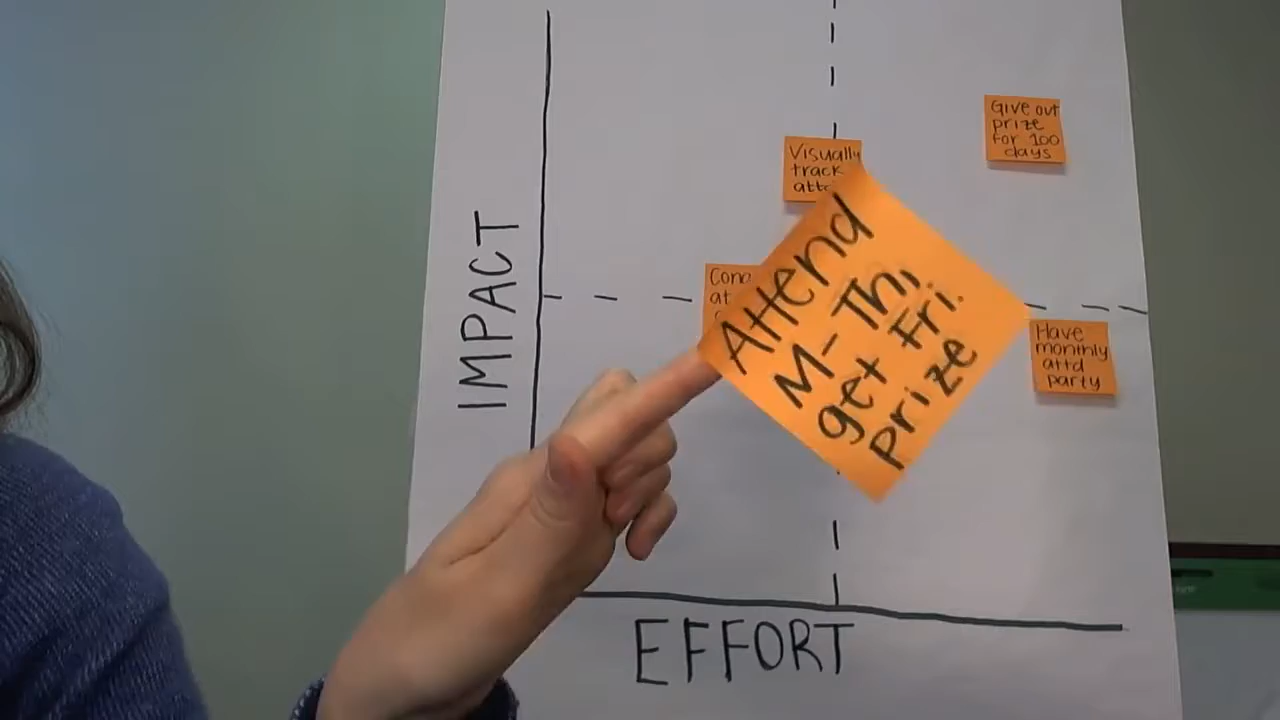 Give out
prize
for 100
days
Visually
track
IMPACT
Attend
M-Th,
get Fri.
prize
Have
monthly
attd
party
EFFORT